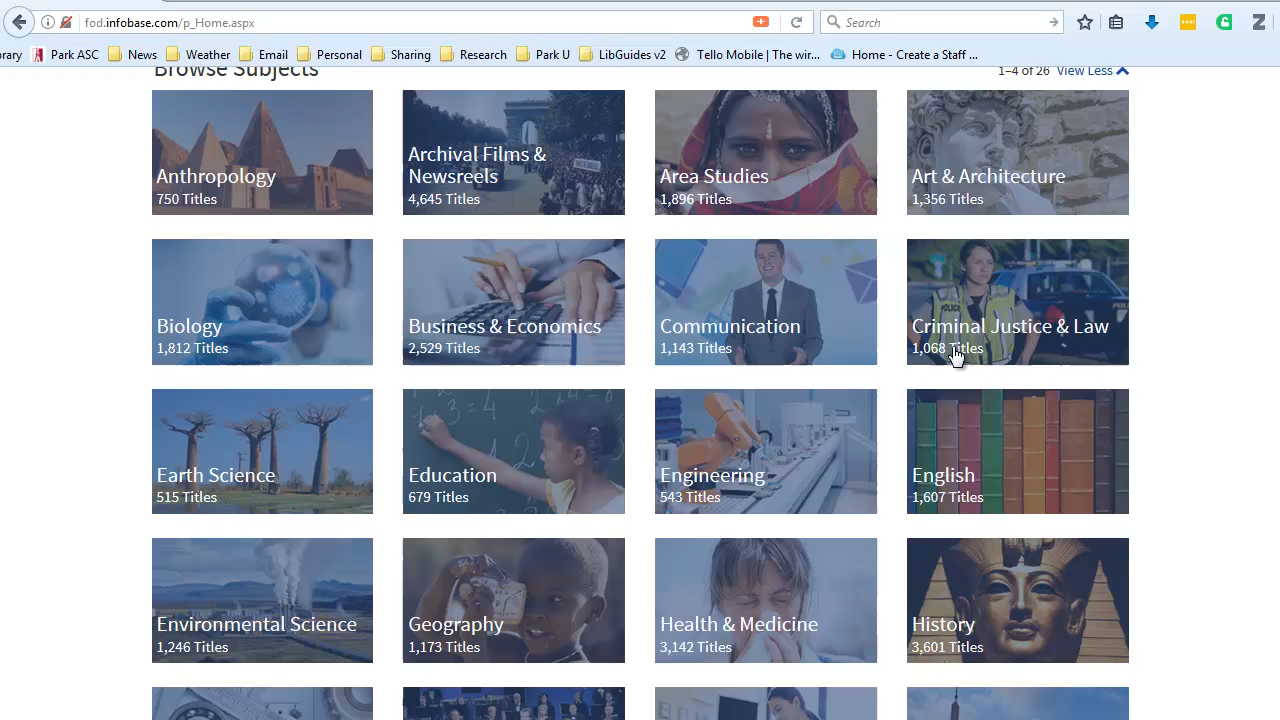 fod.infobase.com/p_Home.aspx
Search
rary Park ASC News Weather Email Personal Sharing Research Park U LibGuides v2 Tello Mobile | The wir... Home - Create a Staff ...
Browse Subjects
1–4 of 26 View Less
Anthropology
750 Titles
Archival Films &
Newsreels
4,645 Titles
Area Studies
1,896 Titles
Art & Architecture
1,356 Titles
Biology
1,812 Titles
Business & Economics
2,529 Titles
Communication
1,143 Titles
POLICE
Criminal Justice & Law
1,068 Titles
Earth Science
515 Titles
Education
679 Titles
Engineering
543 Titles
English
1,607 Titles
Environmental Science
1,246 Titles
Geography
1,173 Titles
Health & Medicine
3,142 Titles
History
3,601 Titles